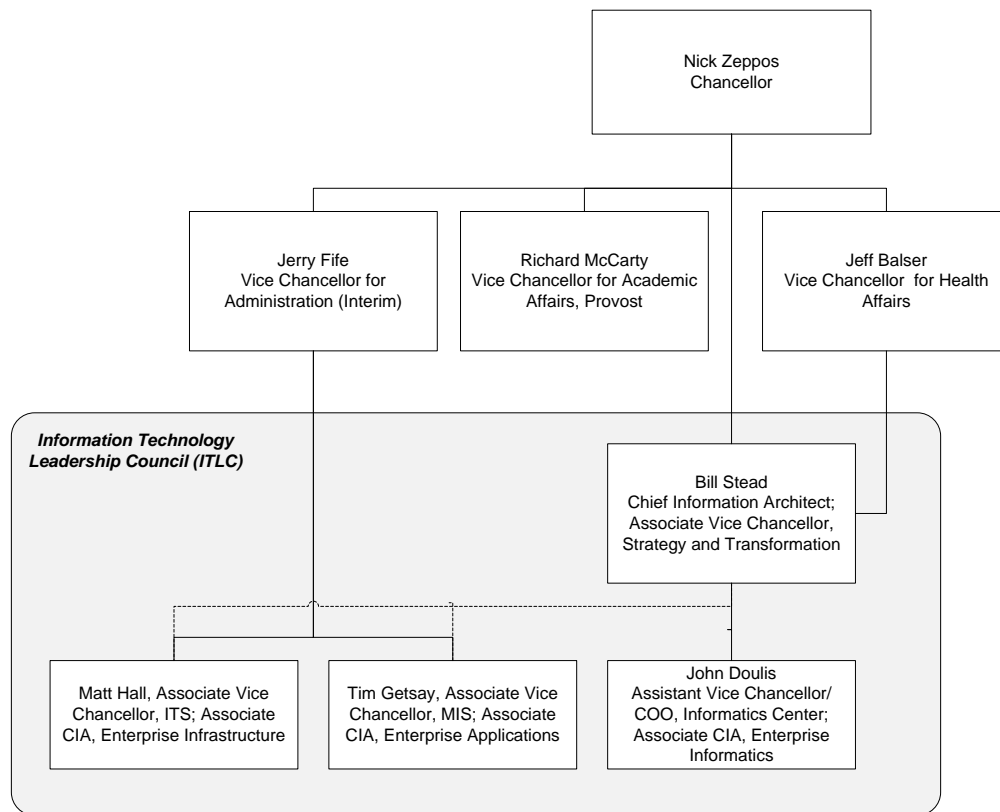 Nick Zeppos
Chancellor
Jerry Fife
Vice Chancellor for
Administration (Interim)
Richard McCarty
Vice Chancellor for Academic
Affairs, Provost
Jeff Balser
Vice Chancellor for Health
Affairs
Information Technology
Leadership Council (ITLC)
Bill Stead
Chief Information Architect;
Associate Vice Chancellor,
Strategy and Transformation
Matt Hall, Associate Vice
Chancellor, ITS; Associate
CIA, Enterprise Infrastructure
Tim Getsay, Associate Vice
Chancellor, MIS; Associate
CIA, Enterprise Applications
John Doulis
Assistant Vice Chancellor/
COO, Informatics Center;
Associate CIA, Enterprise
Informatics